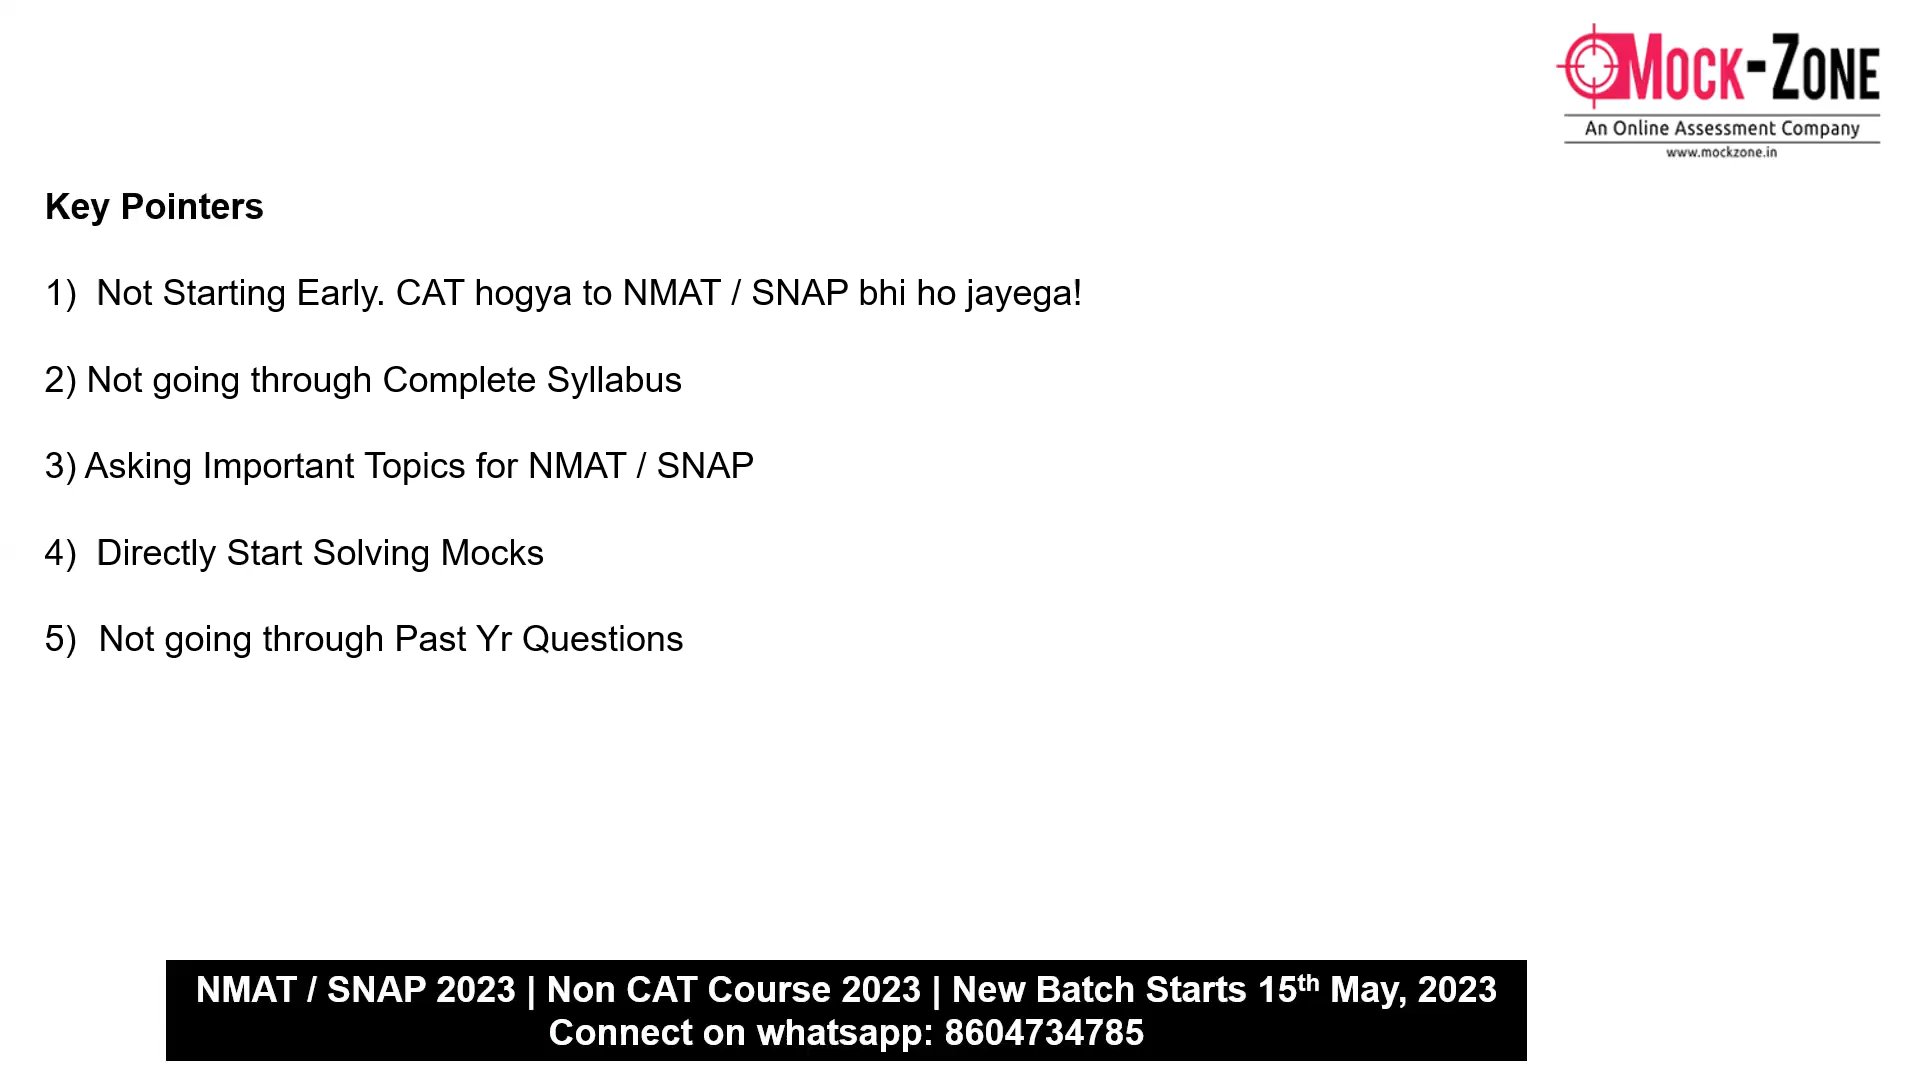 Mock-Zone
An Online Assessment Company
www.mockzone.in
Key Pointers
1) Not Starting Early. CAT hogya to NMAT / SNAP bhi ho jayega!
2) Not going through Complete Syllabus
3) Asking Important Topics for NMAT / SNAP
4) Directly Start Solving Mocks
5) Not going through Past Yr Questions
NMAT / SNAP 2023 | Non CAT Course 2023 | New Batch Starts 15th May, 2023
Connect on whatsapp: 8604734785